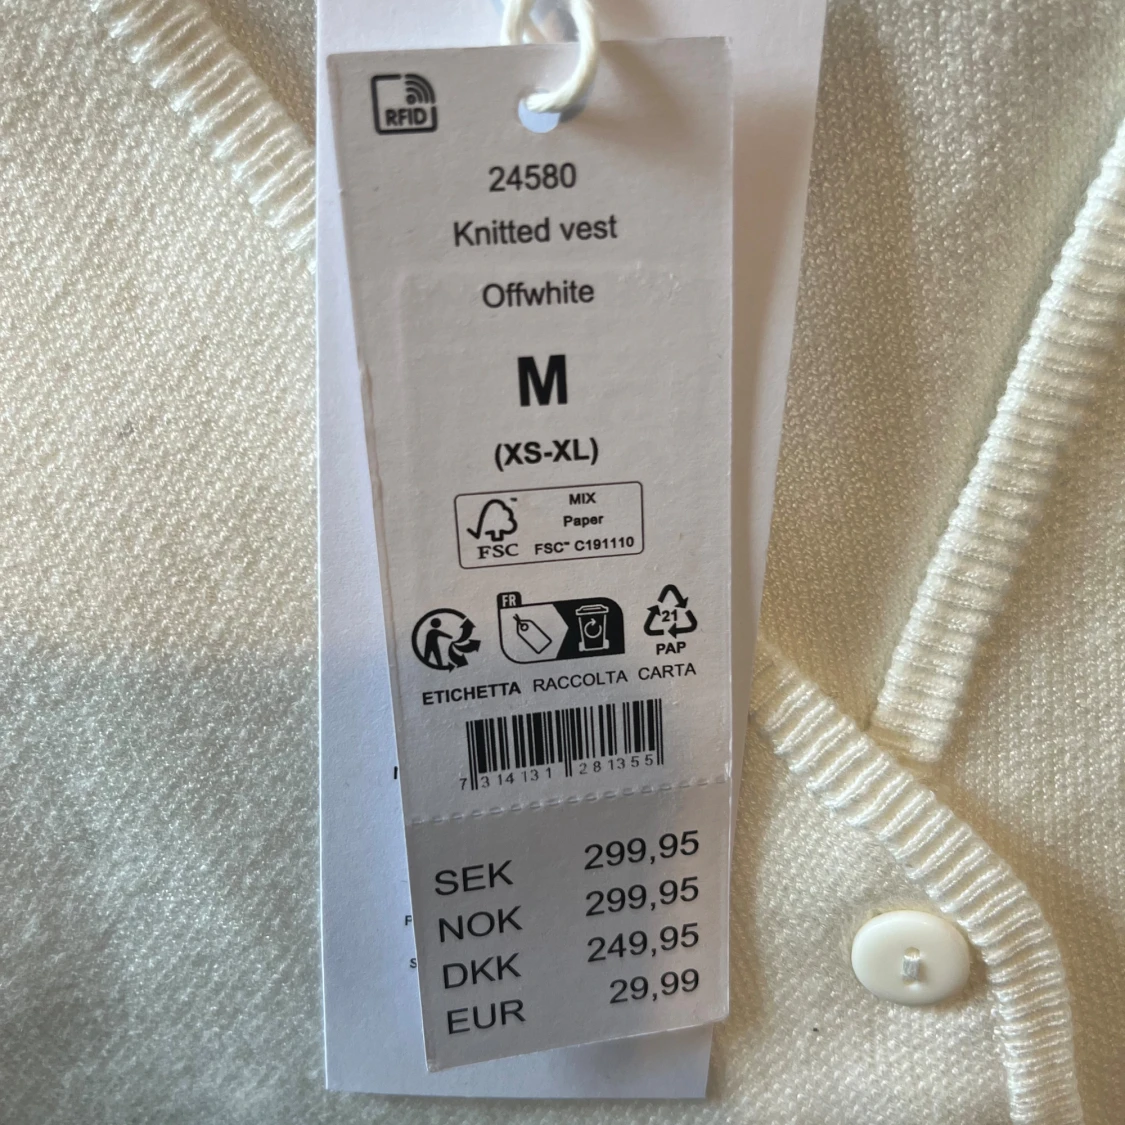 RFID
24580
Knitted vest
Offwhite
M
(XS-XL)
FSC™
MIX
Paper
FSC™ C191110
FR
21
PAP
ETICHETTA RACCOLTA CARTA
7 314131 281355
SEK 299,95
NOK 299,95
DKK 249,95
EUR 29,99